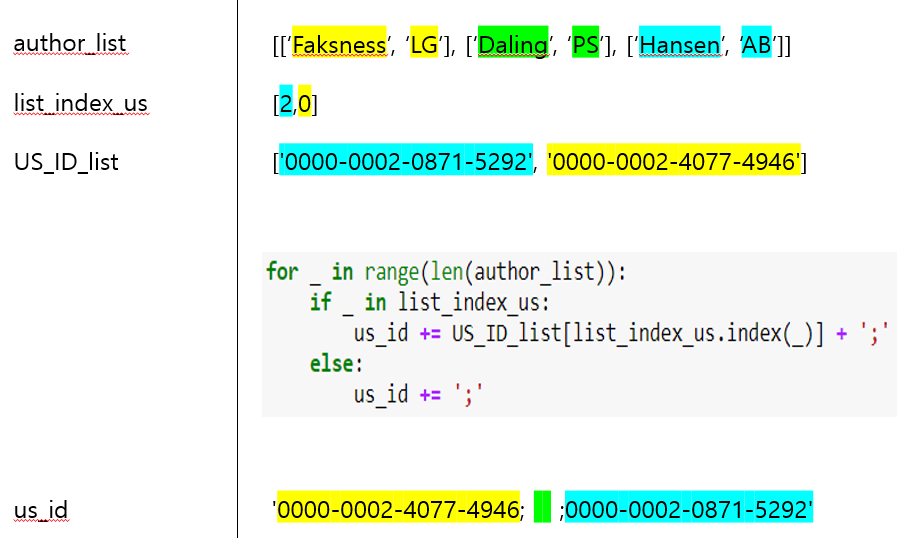 author_list [['Faksness', 'LG'], ['Daling', 'PS'], ['Hansen', 'AB']]
list_index_us [2,0]
US_ID_list ['0000-0002-0871-5292', '0000-0002-4077-4946']
for _ in range(len(author_list)):
    if _ in list_index_us:
        us_id += US_ID_list[list_index_us.index(_)] + ';'
    else:
        us_id += ';'
us_id '0000-0002-4077-4946; ;0000-0002-0871-5292'